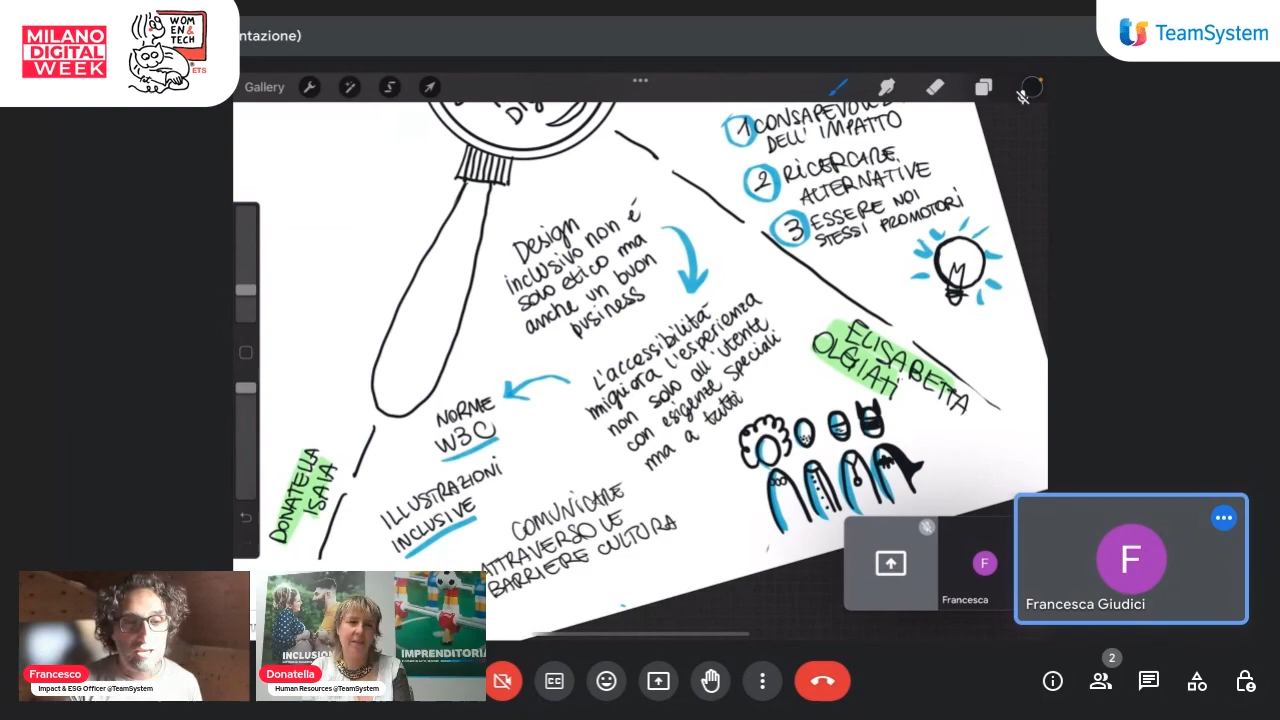 MILANO
DIGITAL
WEEK
WOM
EN&
TECH
ETS
ntazione)
TeamSystem
Gallery
1 CONSAPEVOLE
DELL' IMPATTO
2 RICERCARE
ALTERNATIVE
3 ESSERE NOI
STESSI PROMOTORI
Design
inclusivo non é
solo etico ma
anche un buon
business
L'accessibilità
migliora l'esperienza
non solo all'utente
con esigenze speciali
ma a tutti
ELISABETTA
OLGIATI
NORME
W3C
DONATELLA
ISAIA
ILLUSTRAZIONI
INCLUSIVE
COMUNICARE
ATTRAVERSO LE
BARRIERE CULTURA
F
Francesca
F
Francesca Giudici
INCLUSION
IMPRENDITORI
Francesco
Impact & ESG Officer @TeamSystem
Donatella
Human Resources @TeamSystem
2